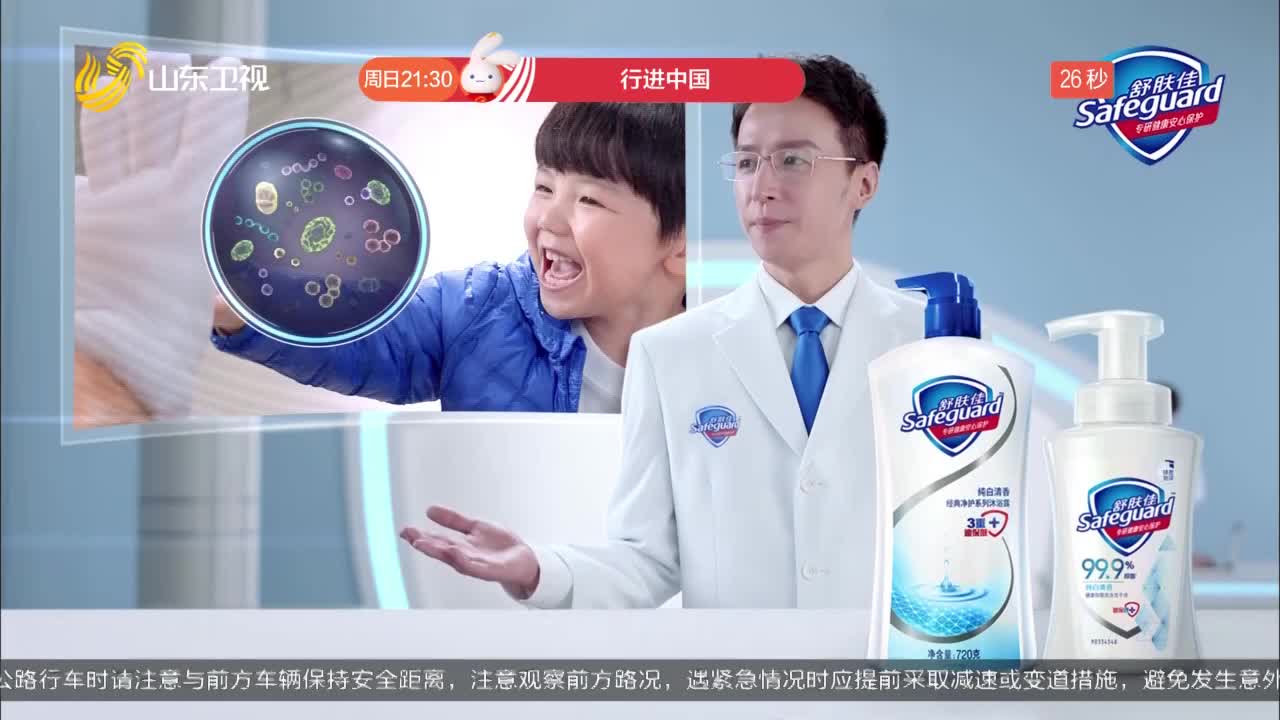 山东卫视
周日21:30
行进中国
26秒
舒肤佳
Safeguard
专研健康安心保护
Safeguard
舒肤佳
Safeguard
专研健康安心保护
纯白清香
经典净护系列沐浴露
3重
净含量：720克
舒肤佳
Safeguard
专研健康安心保护
99.9%
纯白清香
公路行车时请注意与前方车辆保持安全距离，注意观察前方路况，遇紧急情况时应提前采取减速或变道措施，避免发生意外